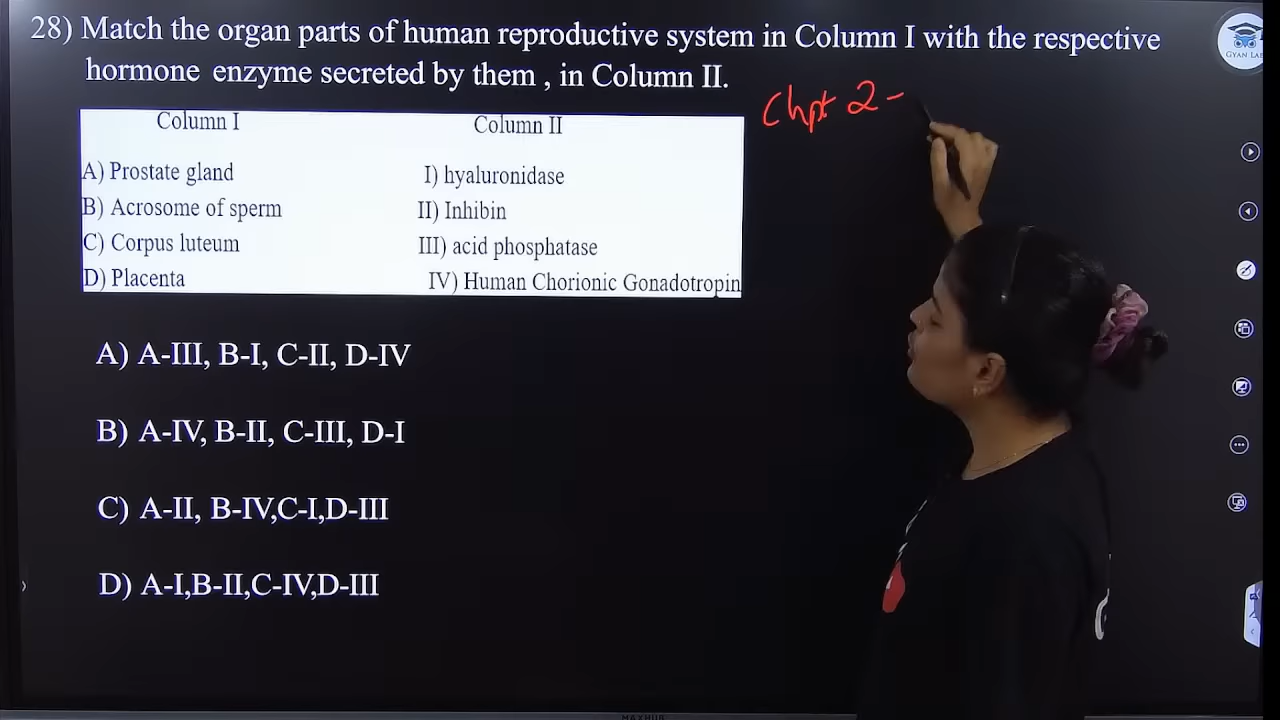 28) Match the organ parts of human reproductive system in Column I with the respective
hormone enzyme secreted by them , in Column II.
Chpt 2 -
Column I Column II
A) Prostate gland I) hyaluronidase
B) Acrosome of sperm II) Inhibin
C) Corpus luteum III) acid phosphatase
D) Placenta IV) Human Chorionic Gonadotropin
A) A-III, B-I, C-II, D-IV
B) A-IV, B-II, C-III, D-I
C) A-II, B-IV,C-I,D-III
D) A-I,B-II,C-IV,D-III
GYAN LAB
MAXHUB